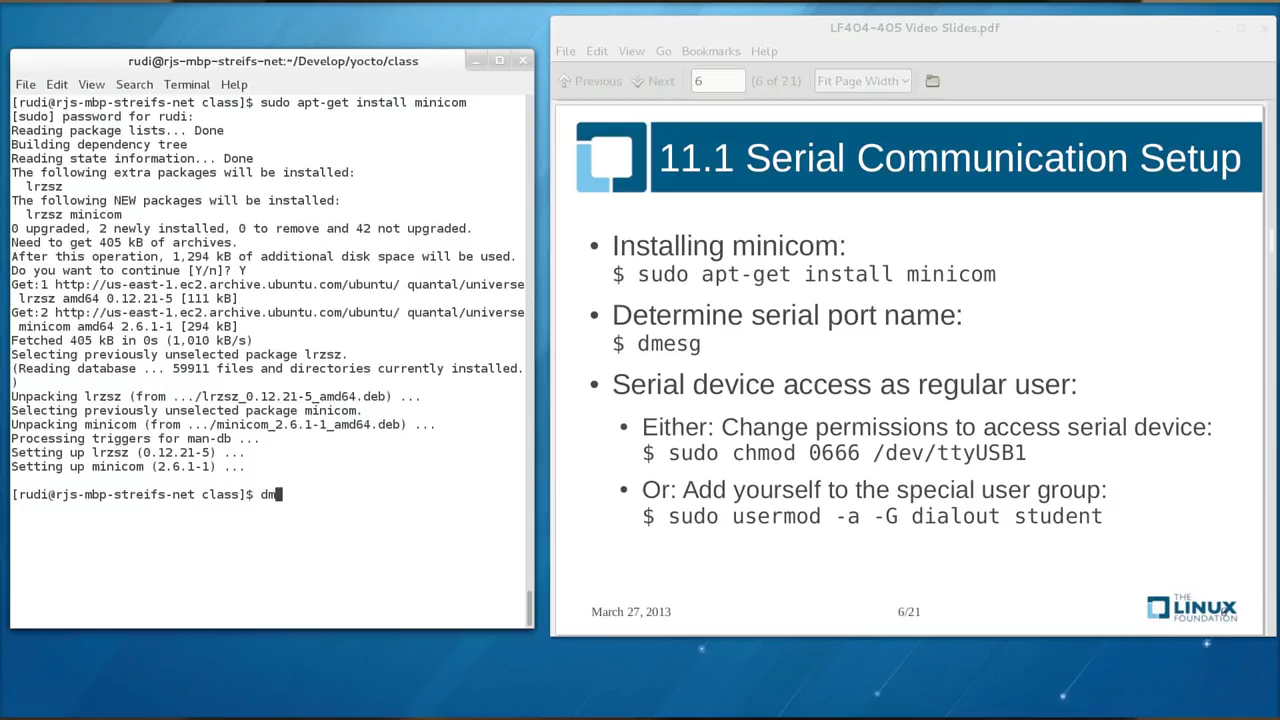 rudi@rjs-mbp-streifs-net:~/Develop/yocto/class
File Edit View Search Terminal Help
[rudi@rjs-mbp-streifs-net class]$ sudo apt-get install minicom
[sudo] password for rudi:
Reading package lists... Done
Building dependency tree
Reading state information... Done
The following extra packages will be installed:
lrzsz
The following NEW packages will be installed:
lrzsz minicom
0 upgraded, 2 newly installed, 0 to remove and 42 not upgraded.
Need to get 405 kB of archives.
After this operation, 1,294 kB of additional disk space will be used.
Do you want to continue [Y/n]? Y
Get:1 http://us-east-1.ec2.archive.ubuntu.com/ubuntu/ quantal/universe
lrzsz amd64 0.12.21-5 [111 kB]
Get:2 http://us-east-1.ec2.archive.ubuntu.com/ubuntu/ quantal/universe
minicom amd64 2.6.1-1 [294 kB]
Fetched 405 kB in 0s (1,010 kB/s)
Selecting previously unselected package lrzsz.
(Reading database ... 59911 files and directories currently installed.
)
Unpacking lrzsz (from .../lrzsz_0.12.21-5_amd64.deb) ...
Selecting previously unselected package minicom.
Unpacking minicom (from .../minicom_2.6.1-1_amd64.deb) ...
Processing triggers for man-db ...
Setting up lrzsz (0.12.21-5) ...
Setting up minicom (2.6.1-1) ...
[rudi@rjs-mbp-streifs-net class]$ dm
LF404-405 Video Slides.pdf
File Edit View Go Bookmarks Help
Previous Next 6 (6 of 21) Fit Page Width
11.1 Serial Communication Setup
• Installing minicom:
$ sudo apt-get install minicom
• Determine serial port name:
$ dmesg
• Serial device access as regular user:
• Either: Change permissions to access serial device:
$ sudo chmod 0666 /dev/ttyUSB1
• Or: Add yourself to the special user group:
$ sudo usermod -a -G dialout student
March 27, 2013
6/21
THE
LINUX
FOUNDATION